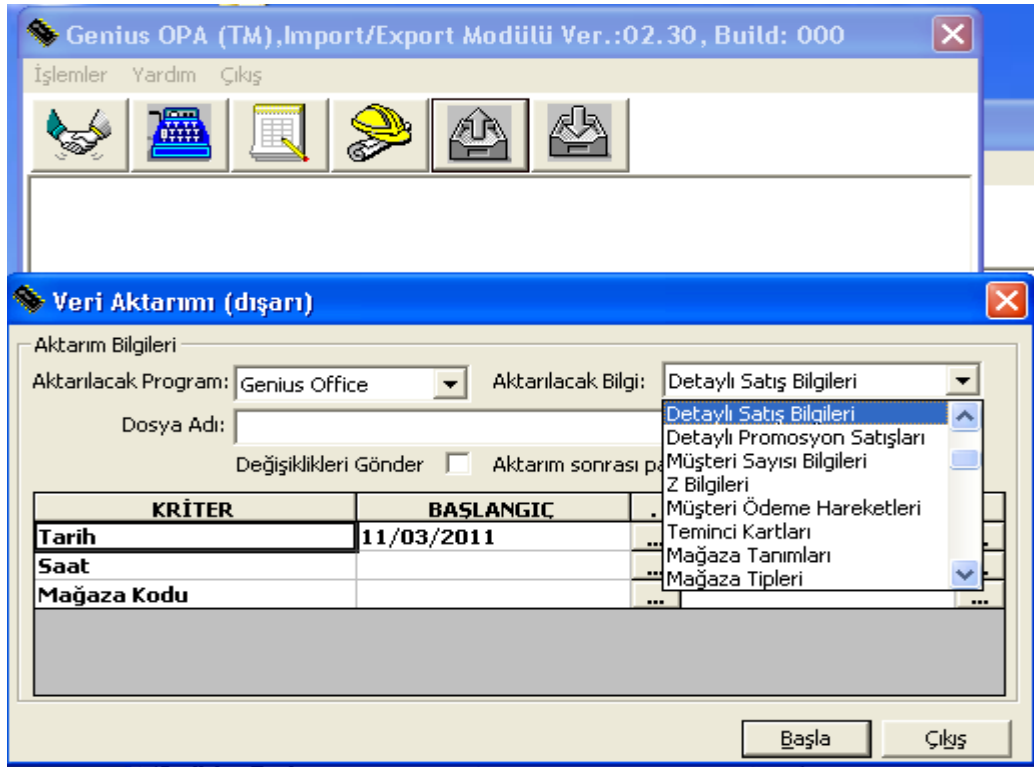 Genius OPA (TM),Import/Export Modülü Ver.:02.30, Build: 000
İşlemler Yardım Çıkış
Veri Aktarımı (dışarı)
Aktarım Bilgileri
Aktarılacak Program: Genius Office Aktarılacak Bilgi: Detaylı Satış Bilgileri
Detaylı Satış Bilgileri
Dosya Adı:
Detaylı Promosyon Satışları
Değişiklikleri Gönder Aktarım sonrası
Müşteri Sayısı Bilgileri
Z Bilgileri
KRİTER BAŞLANGIÇ .
Müşteri Ödeme Hareketleri
Tarih 11/03/2011 ...
Teminci Kartları
Saat ...
Mağaza Tanımları
Mağaza Tipleri
Mağaza Kodu ... ...
Başla Çıkış